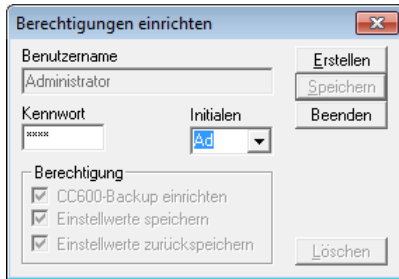 Berechtigungen einrichten
Benutzername
Administrator
Erstellen
Speichern
Kennwort
Initialen
Beenden
****
Ad
Berechtigung
CC600-Backup einrichten
Einstellwerte speichern
Einstellwerte zurückspeichern
Löschen